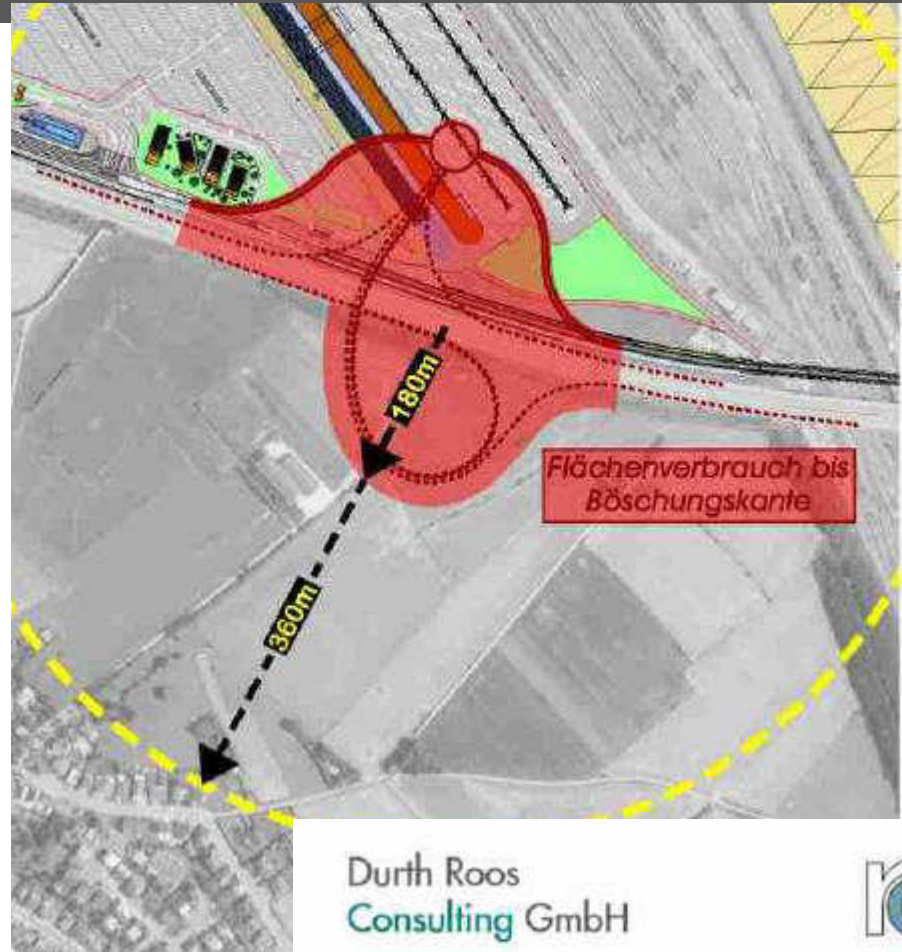 180m
Flächenverbrauch bis
Böschungskante
360m
Durth Roos
Consulting GmbH